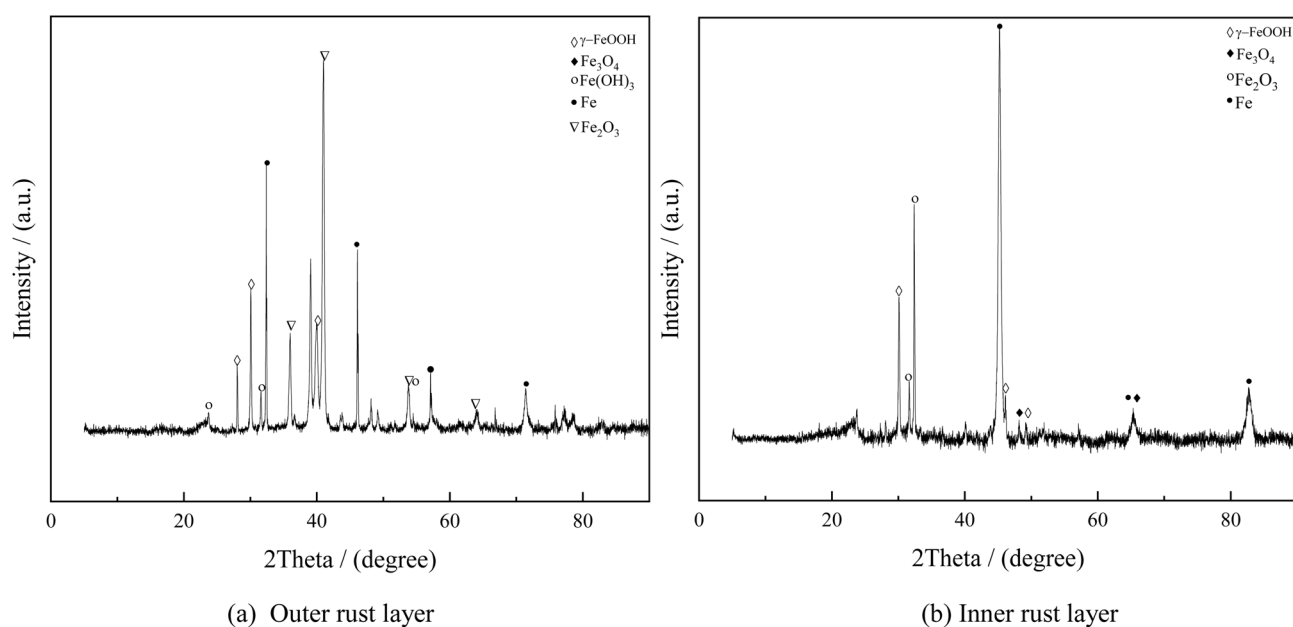 Intensity / (a.u.)
◊ γ–FeOOH
♦ Fe₃O₄
o Fe(OH)₃
• Fe
▽ Fe₂O₃
0 20 40 60 80
2Theta / (degree)
(a) Outer rust layer
Intensity / (a.u.)
◊ γ–FeOOH
♦ Fe₃O₄
o Fe₂O₃
• Fe
0 20 40 60 80
2Theta / (degree)
(b) Inner rust layer